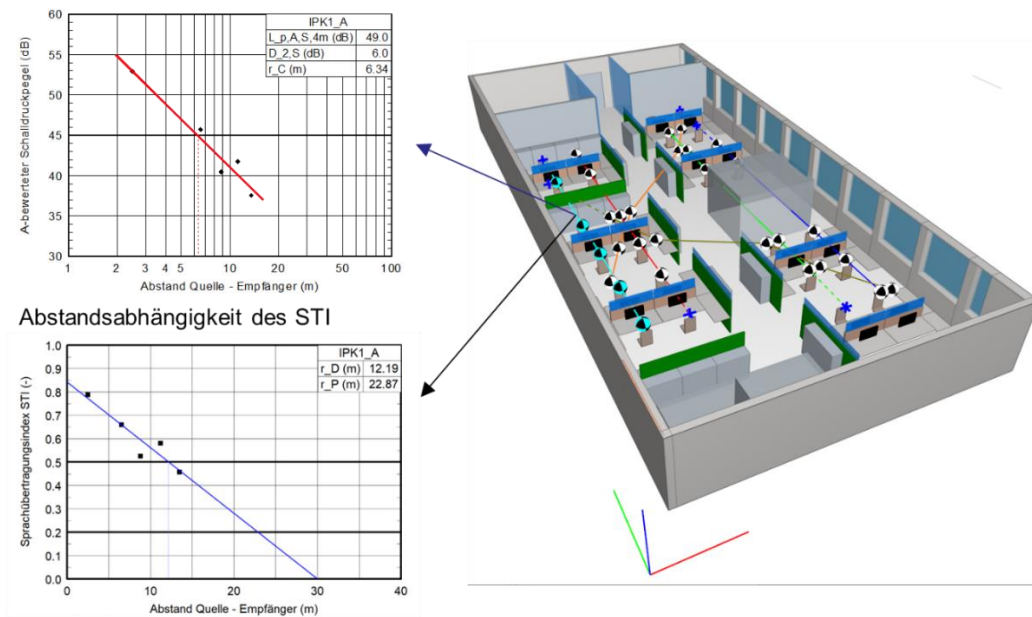 IPK1_A
L_p,A,S,4m (dB) 49.0
D_2,S (dB) 6.0
r_C (m) 6.34
A-bewerteter Schalldruckpegel (dB)
60
55
50
45
40
35
30
1 2 3 4 5 10 20 50 100
Abstand Quelle - Empfänger (m)
Abstandsabhängigkeit des STI
IPK1_A
r_D (m) 12.19
r_P (m) 22.87
Sprachübertragungsindex STI (-)
1.0
0.9
0.8
0.7
0.6
0.5
0.4
0.3
0.2
0.1
0.0
0 10 20 30 40
Abstand Quelle - Empfänger (m)